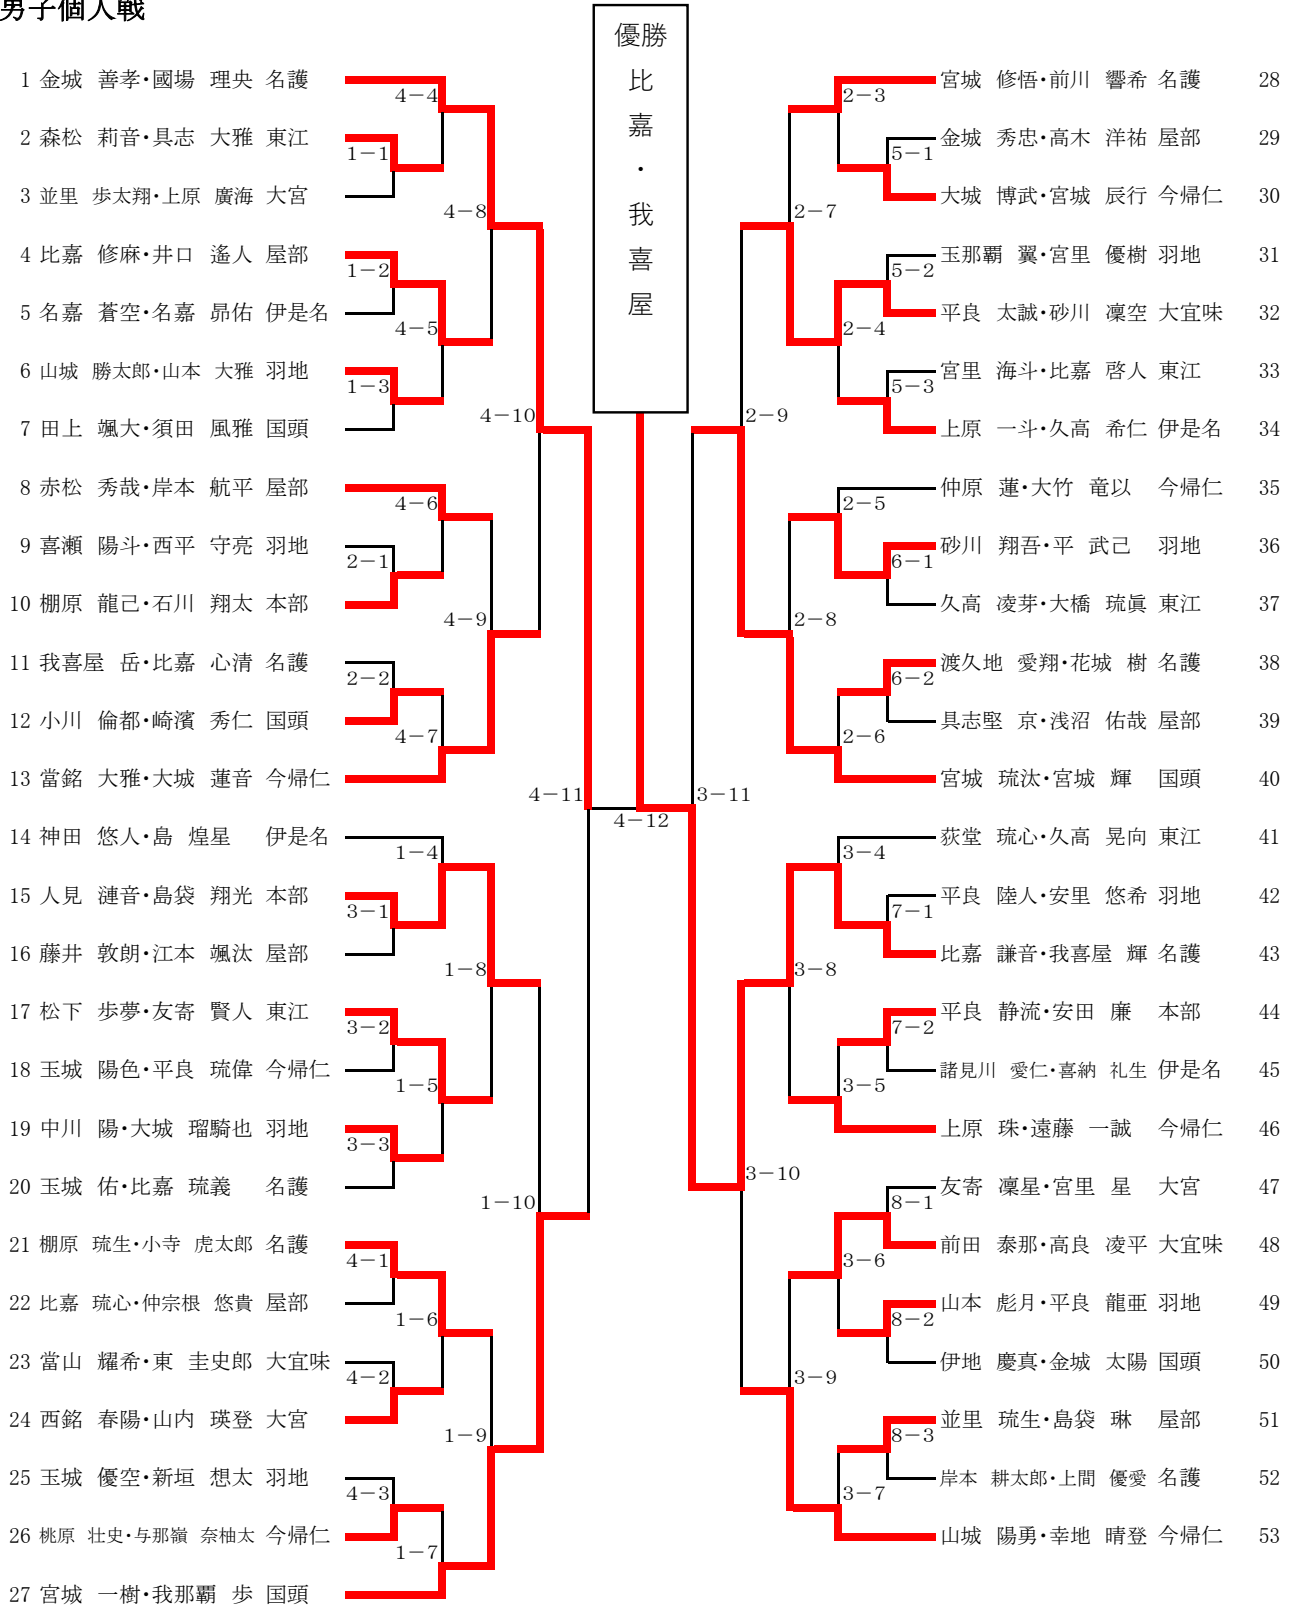 男子個人戦
優勝
比
嘉
・
我
喜
屋
1 金城 善孝・國場 理央 名護
2 森松 莉音・具志 大雅 東江
3 並里 歩太翔・上原 廣海 大宮
4 比嘉 修麻・井口 遙人 屋部
5 名嘉 蒼空・名嘉 昴佑 伊是名
6 山城 勝太郎・山本 大雅 羽地
7 田上 颯大・須田 風雅 国頭
8 赤松 秀哉・岸本 航平 屋部
9 喜瀬 陽斗・西平 守亮 羽地
10 棚原 龍己・石川 翔太 本部
11 我喜屋 岳・比嘉 心清 名護
12 小川 倫都・崎濱 秀仁 国頭
13 當銘 大雅・大城 蓮音 今帰仁
14 神田 悠人・島 煌星 伊是名
15 人見 漣音・島袋 翔光 本部
16 藤井 敦朗・江本 颯汰 屋部
17 松下 歩夢・友寄 賢人 東江
18 玉城 陽色・平良 琉偉 今帰仁
19 中川 陽・大城 瑠騎也 羽地
20 玉城 佑・比嘉 琉義 名護
21 棚原 琉生・小寺 虎太郎 名護
22 比嘉 琉心・仲宗根 悠貴 屋部
23 當山 耀希・東 圭史郎 大宜味
24 西銘 春陽・山内 瑛登 大宮
25 玉城 優空・新垣 想太 羽地
26 桃原 壮史・与那嶺 奈柚太 今帰仁
27 宮城 一樹・我那覇 歩 国頭
4-4
1-1
4-8
1-2
4-5
1-3
4-10
4-6
2-1
4-9
2-2
4-7
4-11
1-4
3-1
1-8
3-2
1-5
3-3
1-10
4-1
1-6
4-2
1-9
4-3
1-7
4-12
2-3
5-1
2-7
5-2
2-4
5-3
2-9
2-5
6-1
2-8
6-2
2-6
3-11
3-4
7-1
3-8
7-2
3-5
3-10
8-1
3-6
8-2
3-9
8-3
3-7
宮城 修悟・前川 響希 名護 28
金城 秀忠・高木 洋祐 屋部 29
大城 博武・宮城 辰行 今帰仁 30
玉那覇 翼・宮里 優樹 羽地 31
平良 太誠・砂川 凜空 大宜味 32
宮里 海斗・比嘉 啓人 東江 33
上原 一斗・久高 希仁 伊是名 34
仲原 蓮・大竹 竜以 今帰仁 35
砂川 翔吾・平 武己 羽地 36
久高 凌芽・大橋 琉眞 東江 37
渡久地 愛翔・花城 樹 名護 38
具志堅 京・浅沼 佑哉 屋部 39
宮城 琉汰・宮城 輝 国頭 40
荻堂 琉心・久高 晃向 東江 41
平良 陸人・安里 悠希 羽地 42
比嘉 謙音・我喜屋 輝 名護 43
平良 静流・安田 廉 本部 44
諸見川 愛仁・喜納 礼生 伊是名 45
上原 珠・遠藤 一誠 今帰仁 46
友寄 凜星・宮里 星 大宮 47
前田 泰那・高良 凌平 大宜味 48
山本 彪月・平良 龍亜 羽地 49
伊地 慶真・金城 太陽 国頭 50
並里 琉生・島袋 琳 屋部 51
岸本 耕太郎・上間 優愛 名護 52
山城 陽勇・幸地 晴登 今帰仁 53